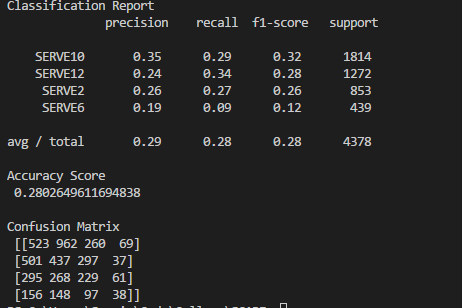 Classification Report
precision recall f1-score support
SERVE10 0.35 0.29 0.32 1814
SERVE12 0.24 0.34 0.28 1272
SERVE2 0.26 0.27 0.26 853
SERVE6 0.19 0.09 0.12 439
avg / total 0.29 0.28 0.28 4378
Accuracy Score
0.2802649611694838
Confusion Matrix
[[523 962 260 69]
[501 437 297 37]
[295 268 229 61]
[156 148 97 38]]